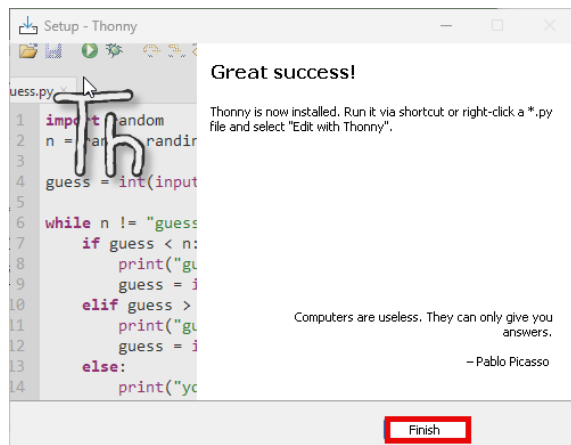 Setup - Thonny
uess.py ×
Th
Great success!
Thonny is now installed. Run it via shortcut or right-click a *.py
file and select "Edit with Thonny".
1 import random
2 n = ran randin
3
4 guess = int(input
5
6 while n != "guess
7 if guess < n:
8 print("gu
9 guess = i
10 elif guess >
11 print("gu
12 guess = i
13 else:
14 print("yo
Computers are useless. They can only give you
answers.
– Pablo Picasso
Finish